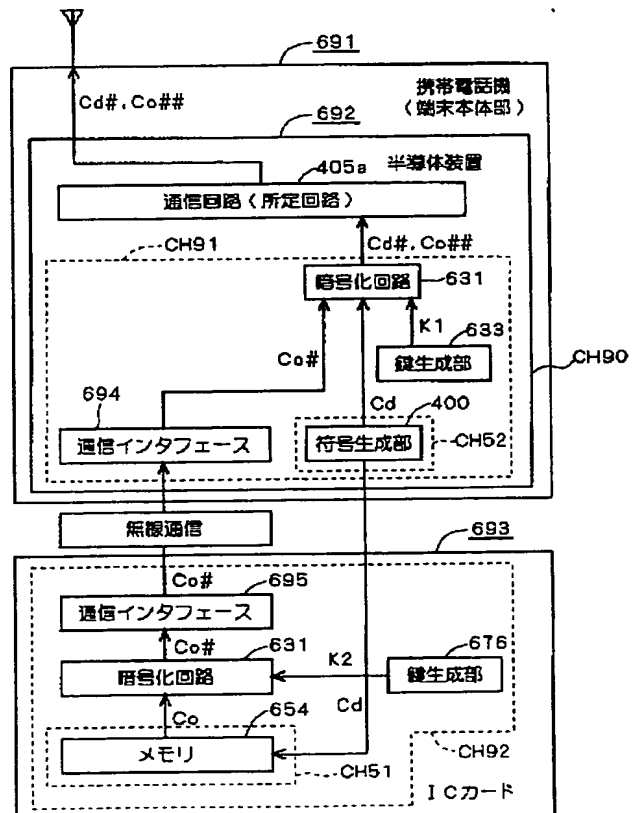 691
携帯電話機
(端末本体部)
Cd#,Co##
692
405a
半導体装置
通信回路(所定回路)
CH91
Cd#,Co##
暗号化回路
631
K1
633
鍵生成部
CH90
Co#
694
Cd
400
通信インタフェース
符号生成部
CH52
無線通信
693
Co#
695
通信インタフェース
Co#
631
676
暗号化回路
K2
鍵生成部
Co
654
Cd
メモリ
CH51
CH92
ICカード